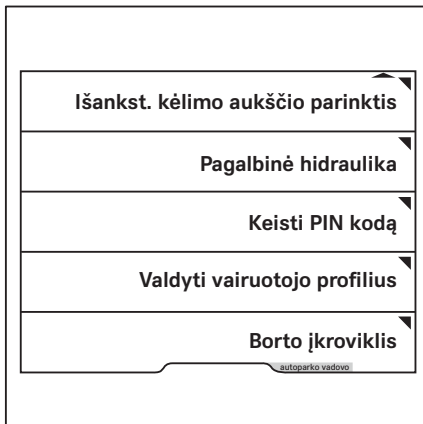 Išankst. kėlimo aukščio parinktis
Pagalbinė hidraulika
Keisti PIN kodą
Valdyti vairuotojo profilius
Borto įkroviklis
autoparko vadovo